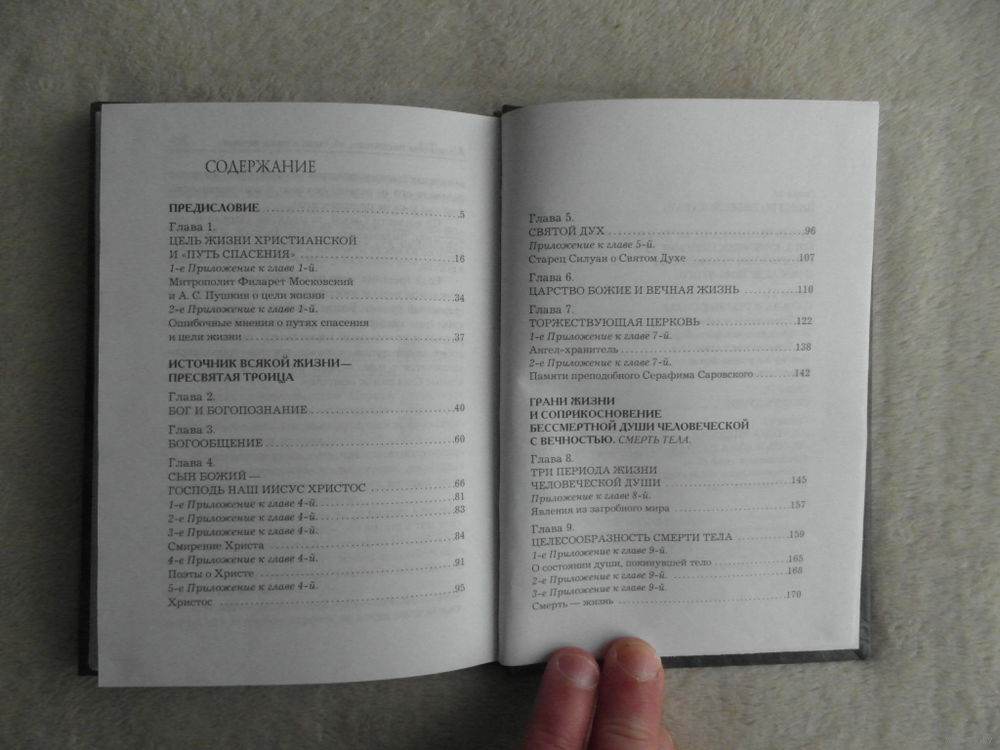 СОДЕРЖАНИЕ
ПРЕДИСЛОВИЕ ........ 5
Глава 1.
ЦЕЛЬ ЖИЗНИ ХРИСТИАНСКОЙ
И «ПУТЬ СПАСЕНИЯ» ........ 16
1-е Приложение к главе 1-й.
Митрополит Филарет Московский
и А. С. Пушкин о цели жизни ........ 34
2-е Приложение к главе 1-й.
Ошибочные мнения о путях спасения
и цели жизни ........ 37
ИСТОЧНИК ВСЯКОЙ ЖИЗНИ—
ПРЕСВЯТАЯ ТРОИЦА
Глава 2.
БОГ И БОГОПОЗНАНИЕ ........ 40
Глава 3.
БОГООБЩЕНИЕ ........ 60
Глава 4.
СЫН БОЖИЙ —
ГОСПОДЬ НАШ ИИСУС ХРИСТОС ........ 66
1-е Приложение к главе 4-й. ........ 81
2-е Приложение к главе 4-й. ........ 83
3-е Приложение к главе 4-й.
Смирение Христа ........ 84
4-е Приложение к главе 4-й.
Поэты о Христе ........ 91
5-е Приложение к главе 4-й.
Христос ........ 95
Глава 5.
СВЯТОЙ ДУХ ........ 96
Приложение к главе 5-й.
Старец Силуан о Святом Духе ........ 107
Глава 6.
ЦАРСТВО БОЖИЕ И ВЕЧНАЯ ЖИЗНЬ ........ 110
Глава 7.
ТОРЖЕСТВУЮЩАЯ ЦЕРКОВЬ ........ 122
1-е Приложение к главе 7-й.
Ангел-хранитель ........ 138
2-е Приложение к главе 7-й.
Памяти преподобного Серафима Саровского ........ 142
ГРАНИ ЖИЗНИ
И СОПРИКОСНОВЕНИЕ
БЕССМЕРТНОЙ ДУШИ ЧЕЛОВЕЧЕСКОЙ
С ВЕЧНОСТЬЮ. СМЕРТЬ ТЕЛА.
Глава 8.
ТРИ ПЕРИОДА ЖИЗНИ
ЧЕЛОВЕЧЕСКОЙ ДУШИ ........ 145
Приложение к главе 8-й.
Явления из загробного мира ........ 157
Глава 9.
ЦЕЛЕСООБРАЗНОСТЬ СМЕРТИ ТЕЛА ........ 159
1-е Приложение к главе 9-й.
О состоянии души, покинувшей тело ........ 165
2-е Приложение к главе 9-й. ........ 168
3-е Приложение к главе 9-й.
Смерть — жизнь ........ 170